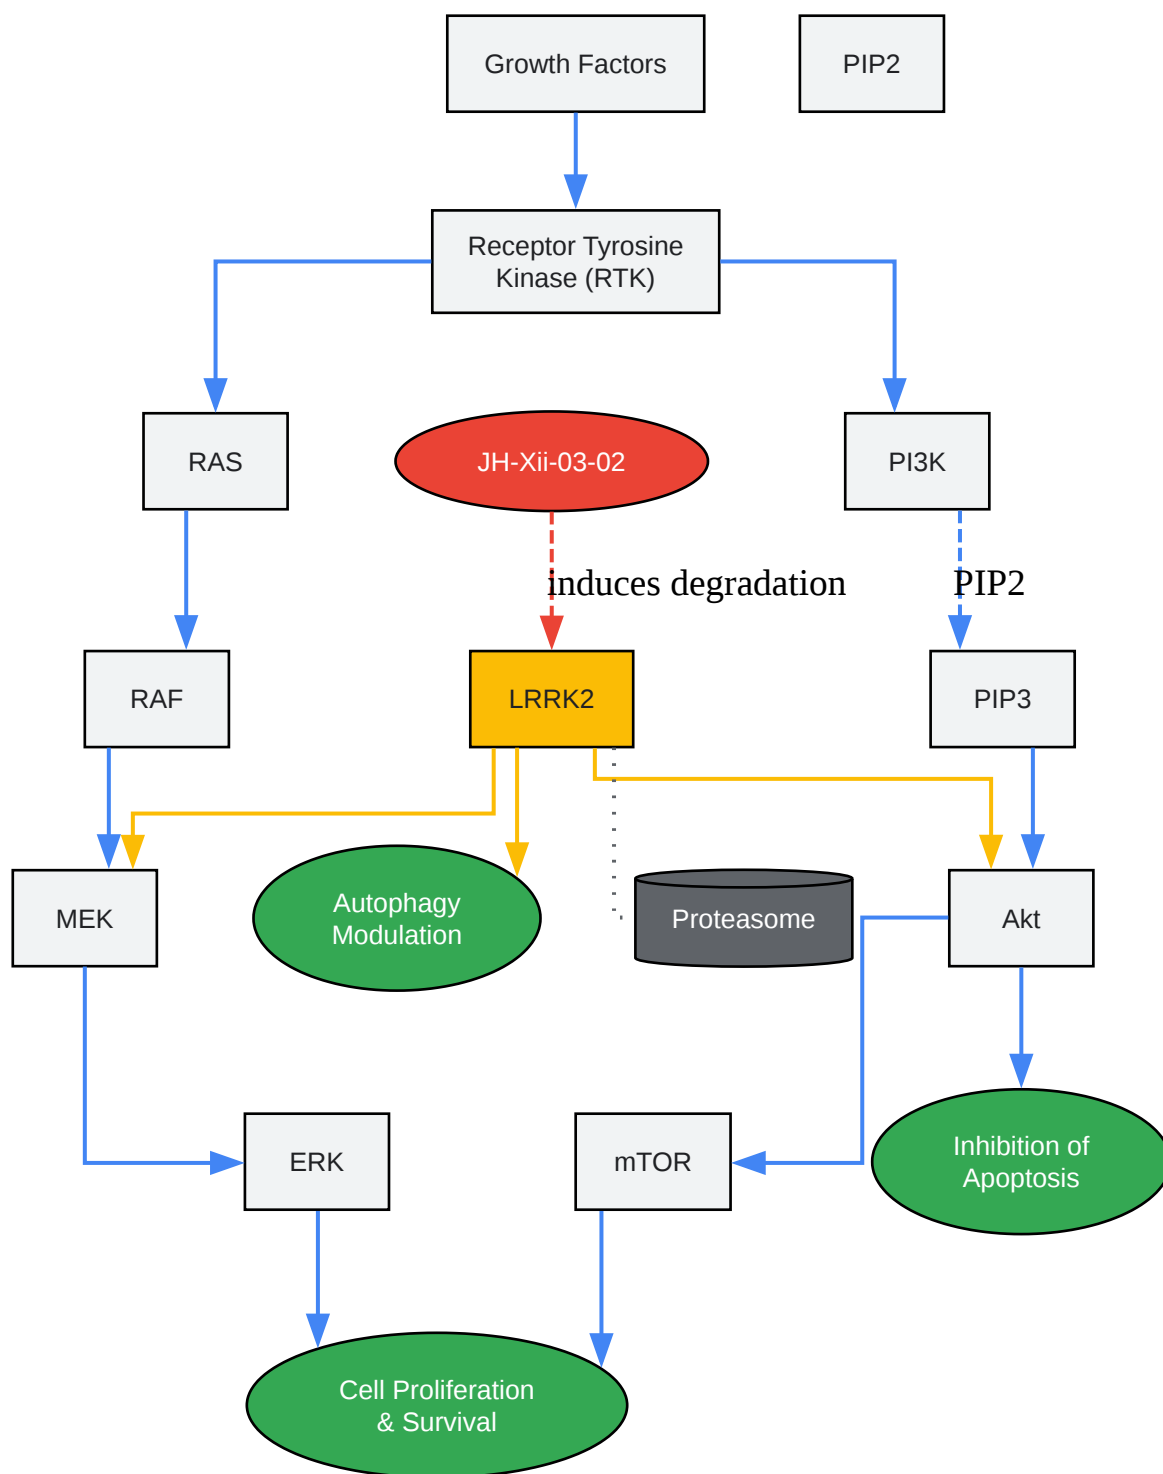 Growth Factors
PIP2
Receptor Tyrosine
Kinase (RTK)
RAS
JH-Xii-03-02
PI3K
induces degradation
PIP2
RAF
LRRK2
PIP3
MEK
Autophagy
Modulation
Proteasome
Akt
ERK
mTOR
Inhibition of
Apoptosis
Cell Proliferation
& Survival